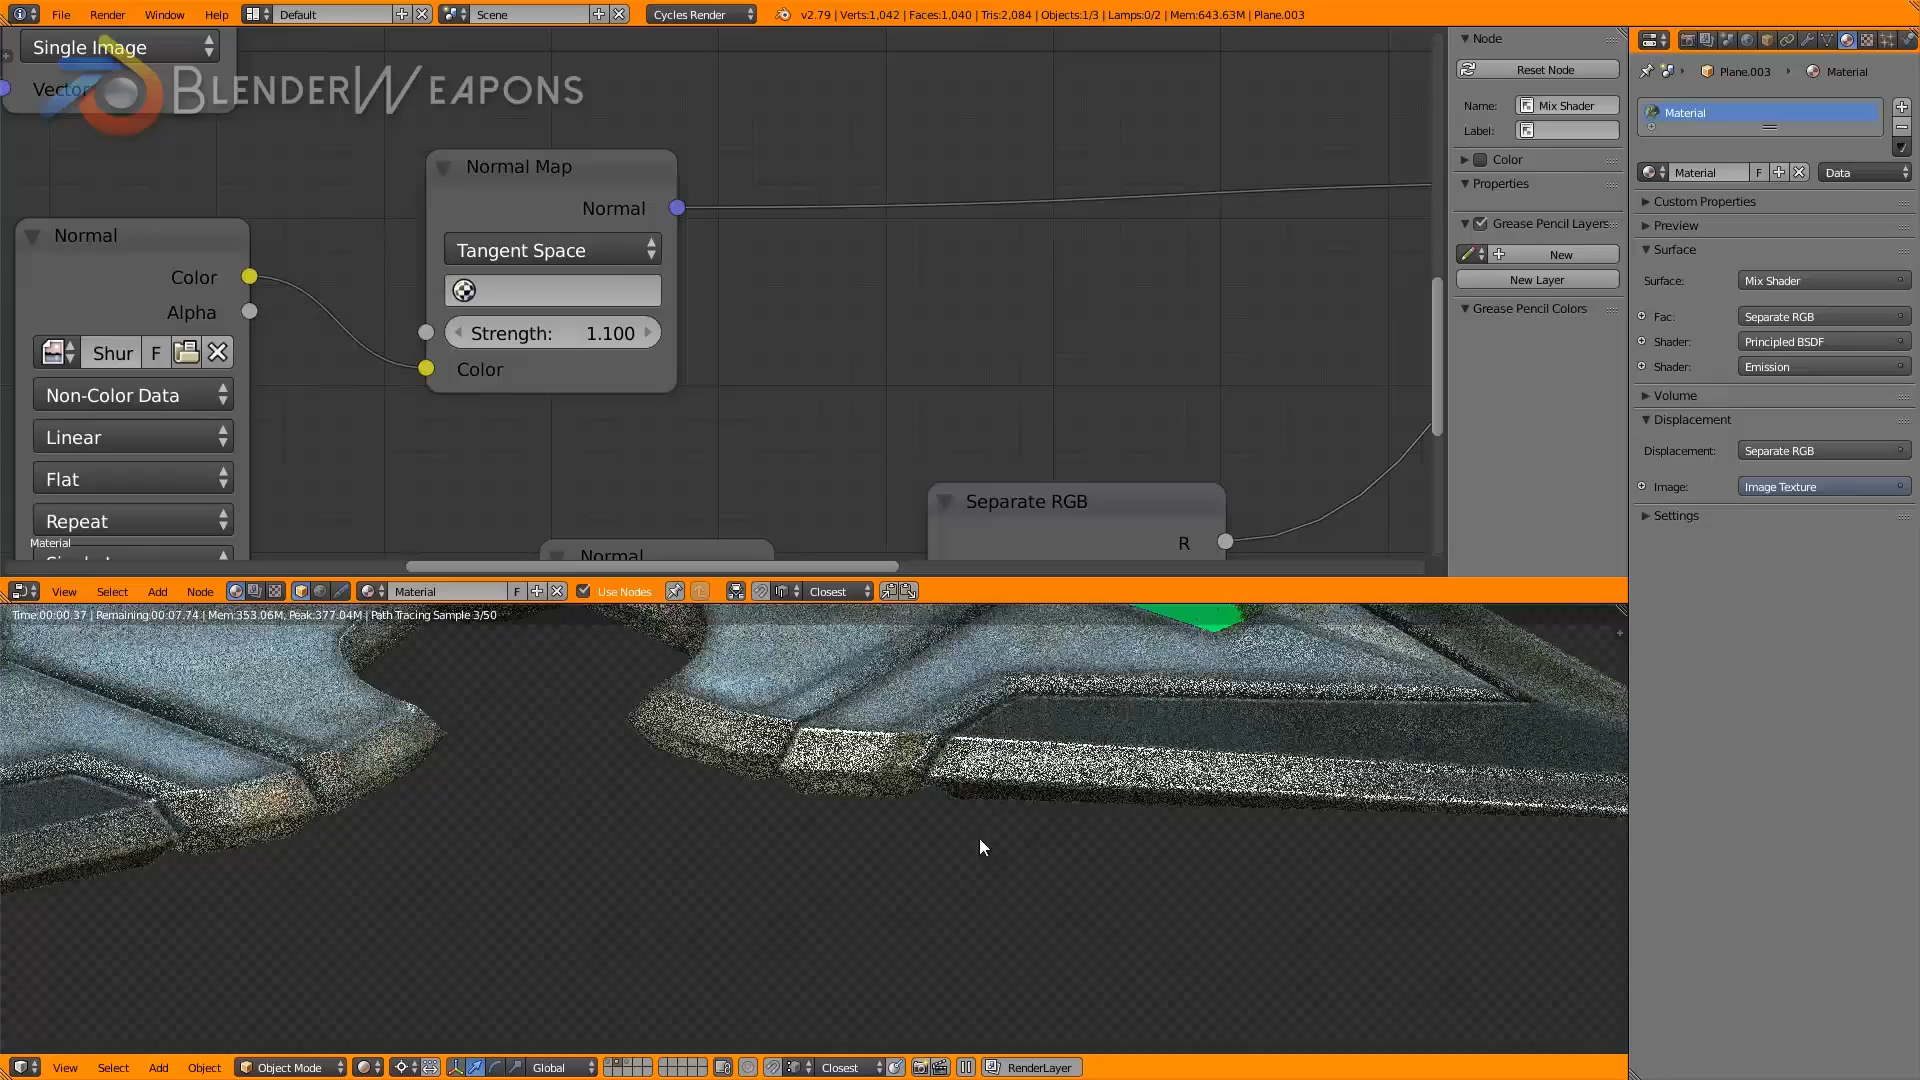 File Render Window Help Default Scene Cycles Render v2.79 | Verts:1,042 | Faces:1,040 | Tris:2,084 | Objects:1/3 | Lamps:0/2 | Mem:643.63M | Plane.003
Single Image
Vector
BLENDERWEAPONS
Normal Map
Normal
Tangent Space
Strength: 1.100
Color
Normal
Color
Alpha
Shur F
Non-Color Data
Linear
Flat
Repeat
Material
Normal
Separate RGB
R
Node
Reset Node
Name: Mix Shader
Label:
Color
Properties
Grease Pencil Layers
New
New Layer
Grease Pencil Colors
Plane.003 Material
Material
Material F Data
Custom Properties
Preview
Surface
Surface: Mix Shader
Fac: Separate RGB
Shader: Principled BSDF
Shader: Emission
Volume
Displacement
Displacement: Separate RGB
Image: Image Texture
Settings
View Select Add Node Material F Use Nodes Closest
Time:00:00.37 | Remaining:00:07.74 | Mem:353.06M, Peak:377.04M | Path Tracing Sample 3/50
View Select Add Object Object Mode Global Closest RenderLayer